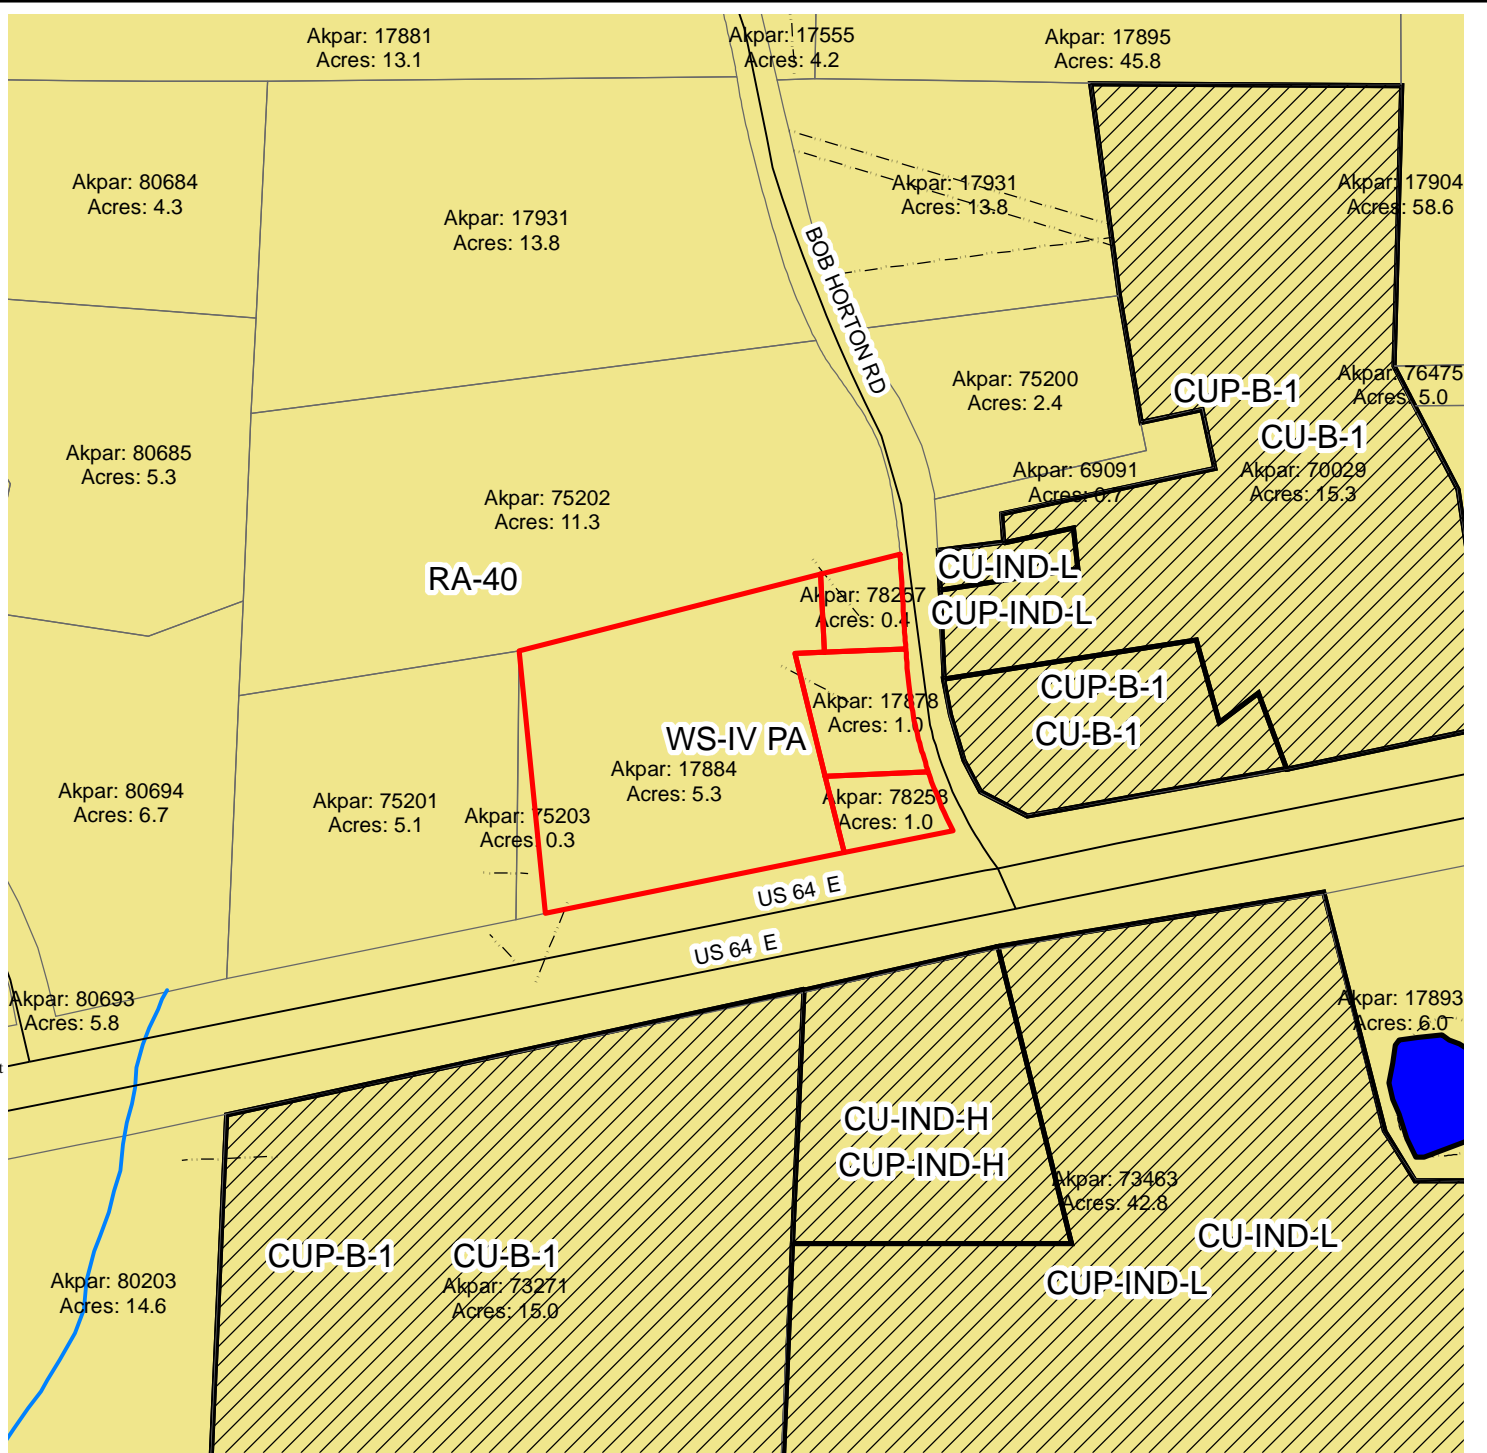 Akpar: 17881
Acres: 13.1
Akpar: 17555
Acres: 4.2
Akpar: 17895
Acres: 45.8
Akpar: 80684
Acres: 4.3
Akpar: 17931
Acres: 13.8
Akpar: 17931
Acres: 13.8
Akpar: 17904
Acres: 58.6
BOB HORTON RD
Akpar: 75200
Acres: 2.4
CUP-B-1
Akpar: 76475
Acres: 5.0
CU-B-1
Akpar: 80685
Acres: 5.3
Akpar: 69091
Acres: 0.7
Akpar: 70029
Acres: 15.3
Akpar: 75202
Acres: 11.3
RA-40
CU-IND-L
CUP-IND-L
Akpar: 78267
Acres: 0.4
CUP-B-1
CU-B-1
Akpar: 17878
Acres: 1.0
WS-IV PA
Akpar: 17884
Acres: 5.3
Akpar: 80694
Acres: 6.7
Akpar: 75201
Acres: 5.1
Akpar: 75203
Acres: 0.3
Acres: 1.0
US 64 E
US 64 E
Akpar: 80693
Acres: 5.8
Akpar: 17893
Acres: 6.0
CU-IND-H
CUP-IND-H
Akpar: 73463
Acres: 42.8
CU-IND-L
CUP-IND-L
CUP-B-1
CU-B-1
Akpar: 73271
Acres: 15.0
Akpar: 80203
Acres: 14.6